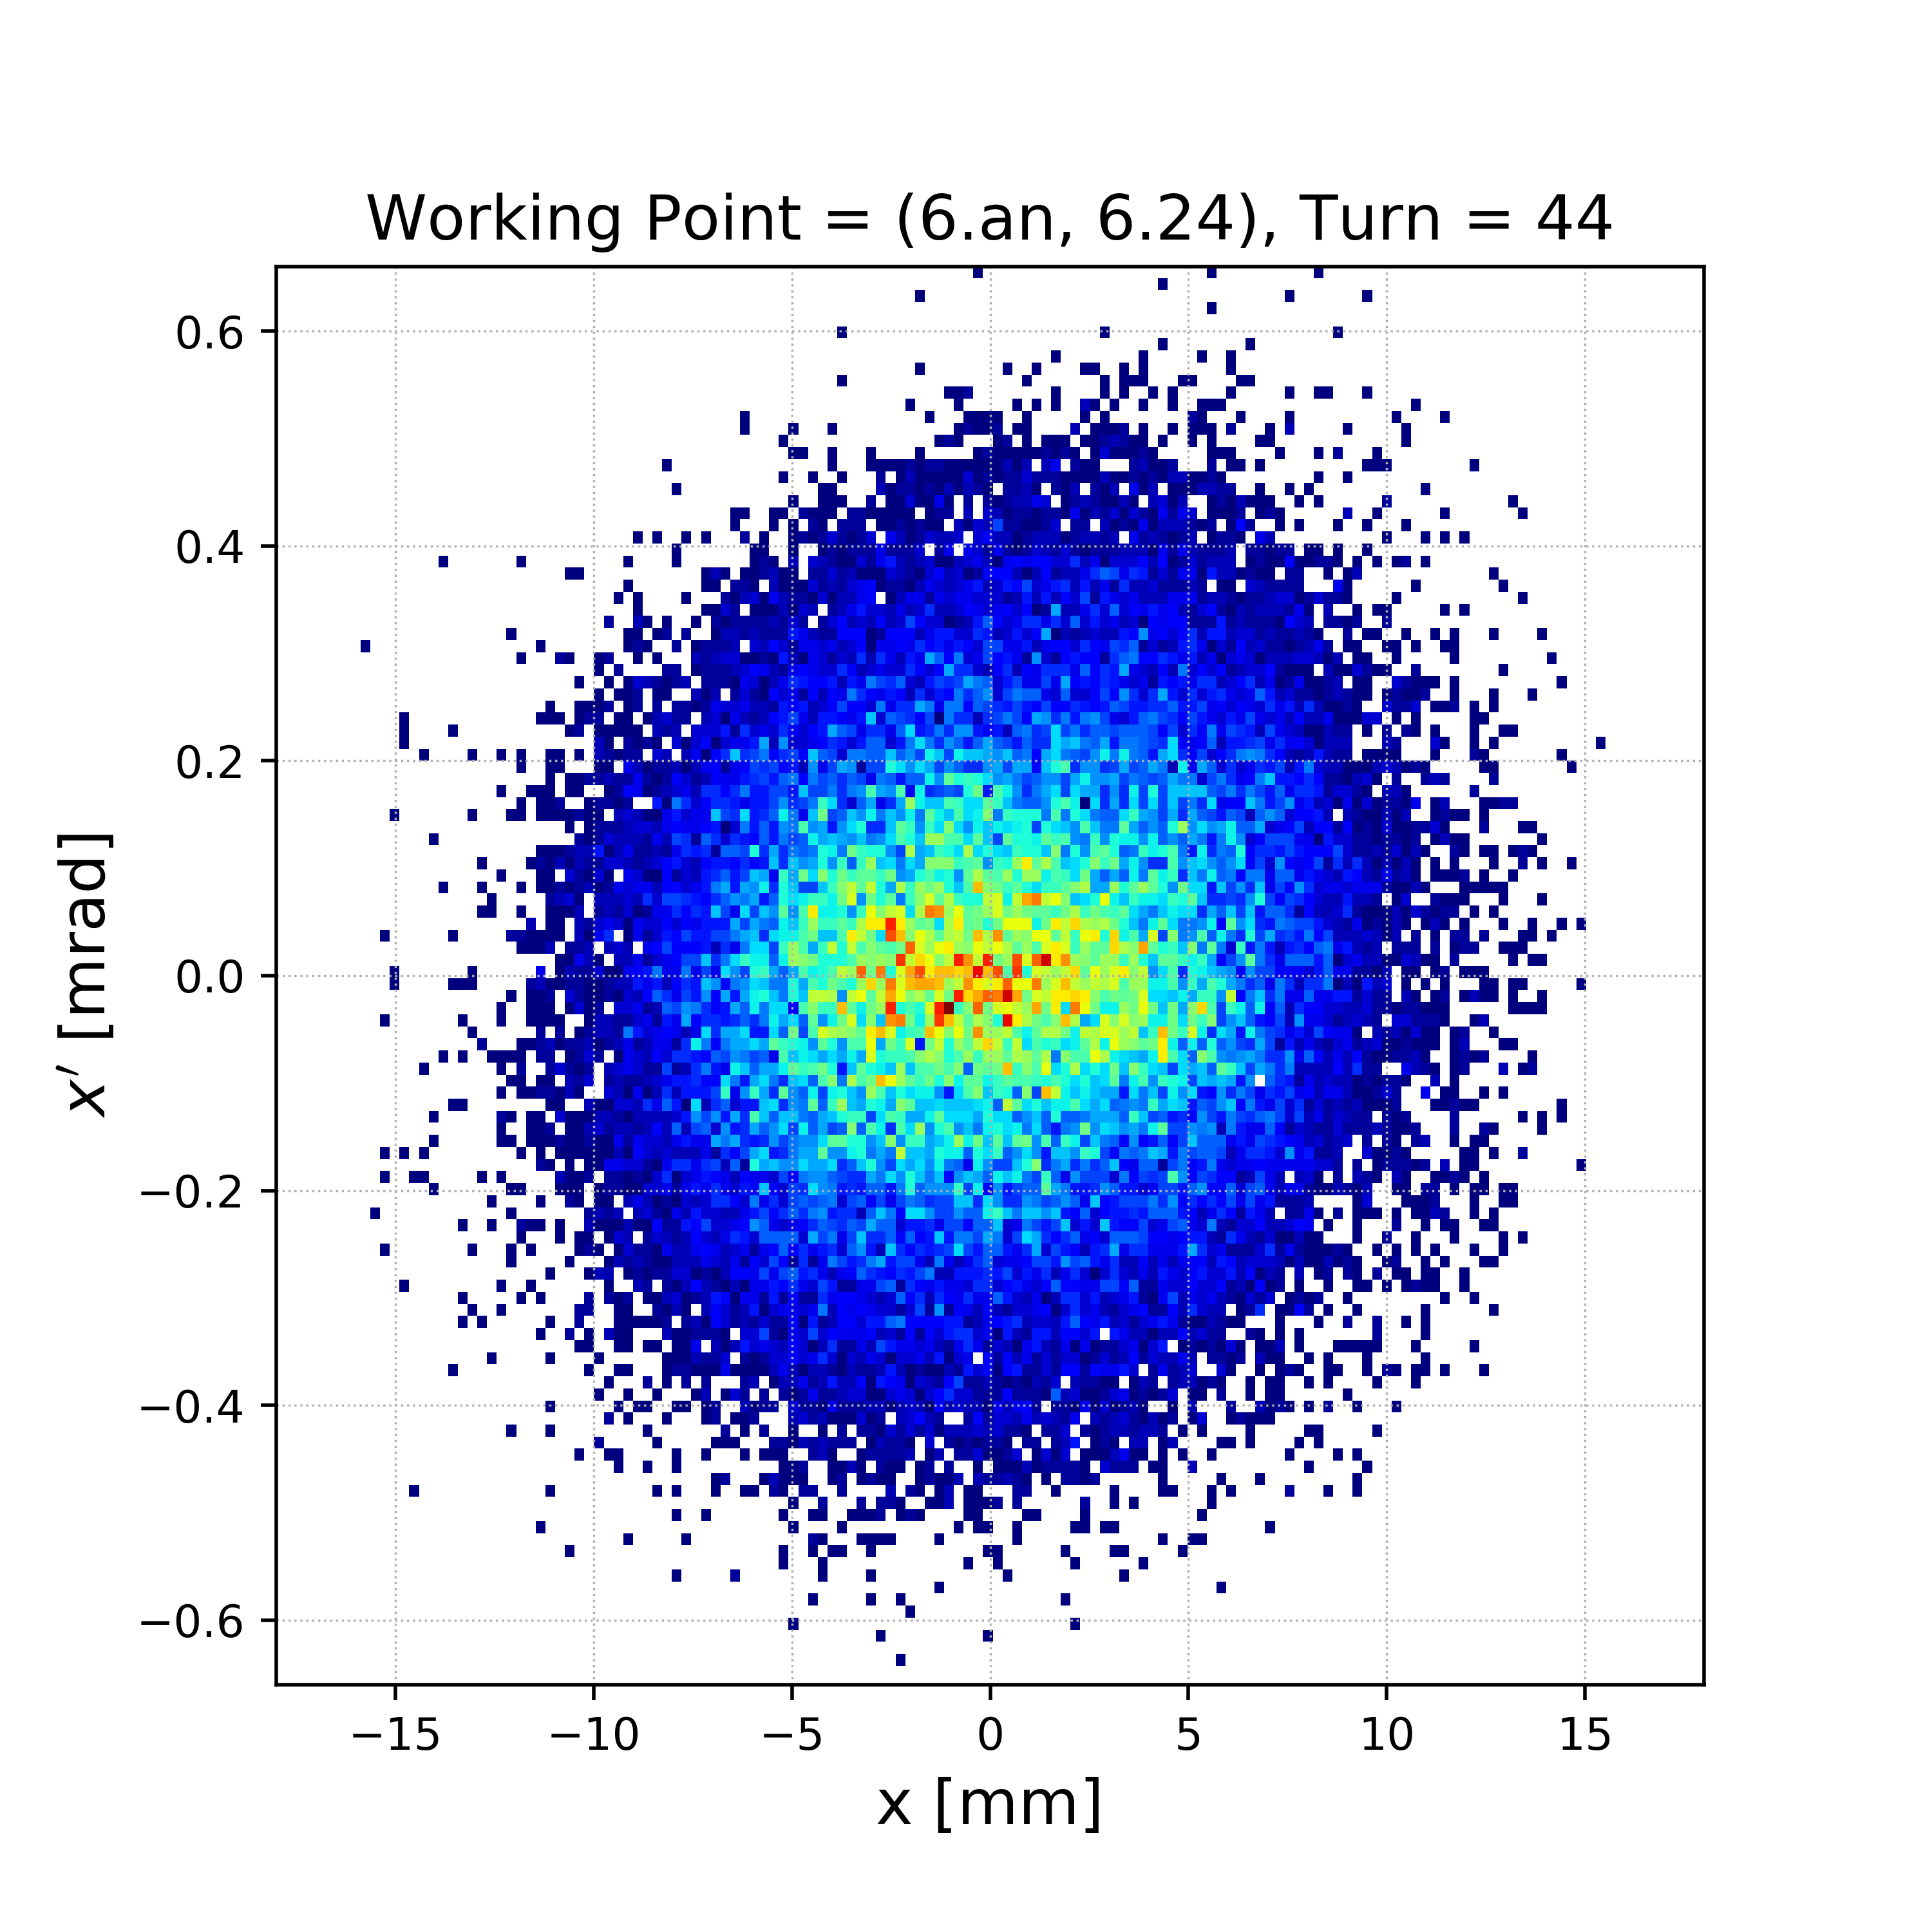 Working Point = (6.an, 6.24), Turn = 44
0.6
0.4
0.2
0.0
−0.2
−0.4
−0.6
x′ [mrad]
−15 −10 −5 0 5 10 15
x [mm]